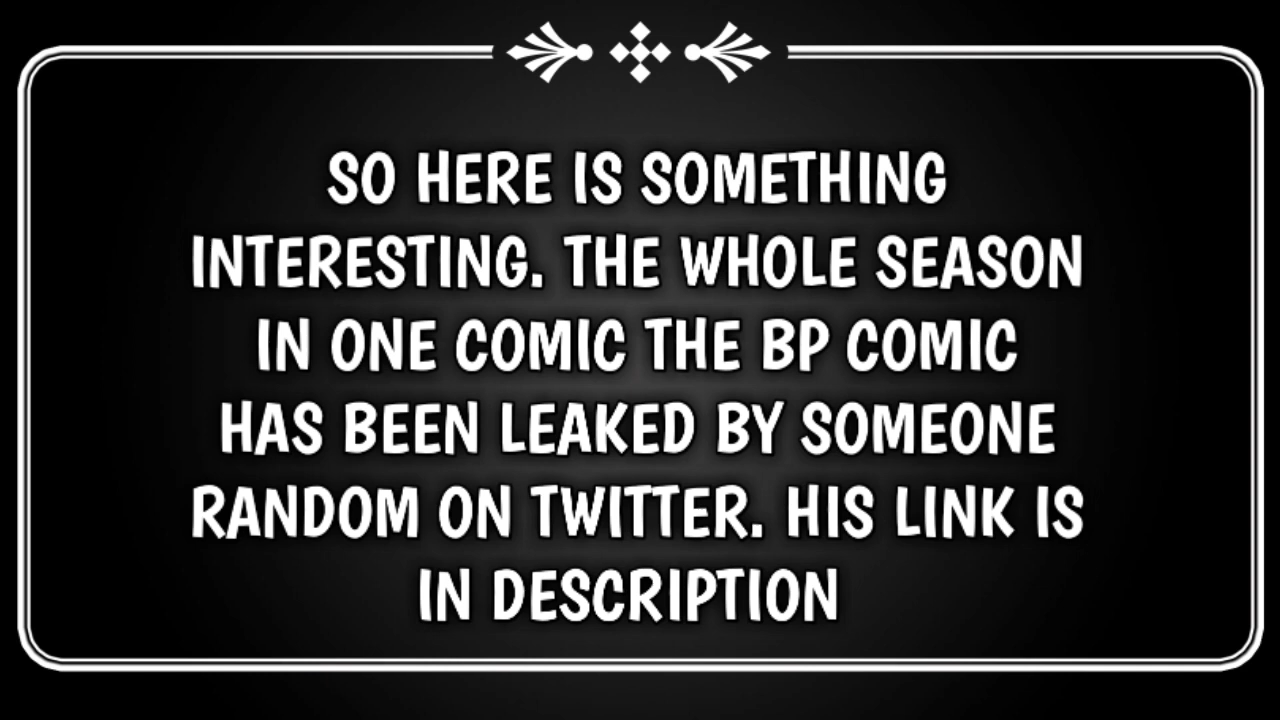 SO HERE IS SOMETHING
INTERESTING. THE WHOLE SEASON
IN ONE COMIC THE BP COMIC
HAS BEEN LEAKED BY SOMEONE
RANDOM ON TWITTER. HIS LINK IS
IN DESCRIPTION